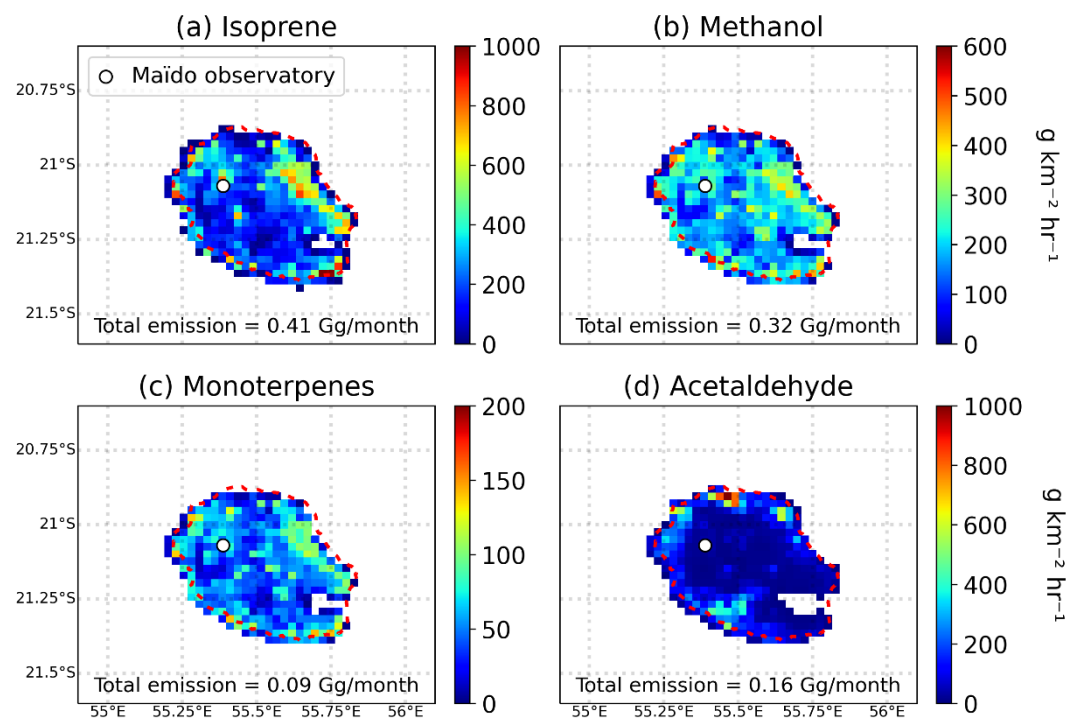 (a) Isoprene
(b) Methanol
Maïdo observatory
20.75°S
21°S
21.25°S
21.5°S
1000
800
600
400
200
0
600
500
400
300
200
100
0
g km⁻² hr⁻¹
Total emission = 0.41 Gg/month
Total emission = 0.32 Gg/month
(c) Monoterpenes
(d) Acetaldehyde
20.75°S
21°S
21.25°S
21.5°S
200
150
100
50
0
1000
800
600
400
200
0
g km⁻² hr⁻¹
Total emission = 0.09 Gg/month
Total emission = 0.16 Gg/month
55°E 55.25°E 55.5°E 55.75°E 56°E
55°E 55.25°E 55.5°E 55.75°E 56°E